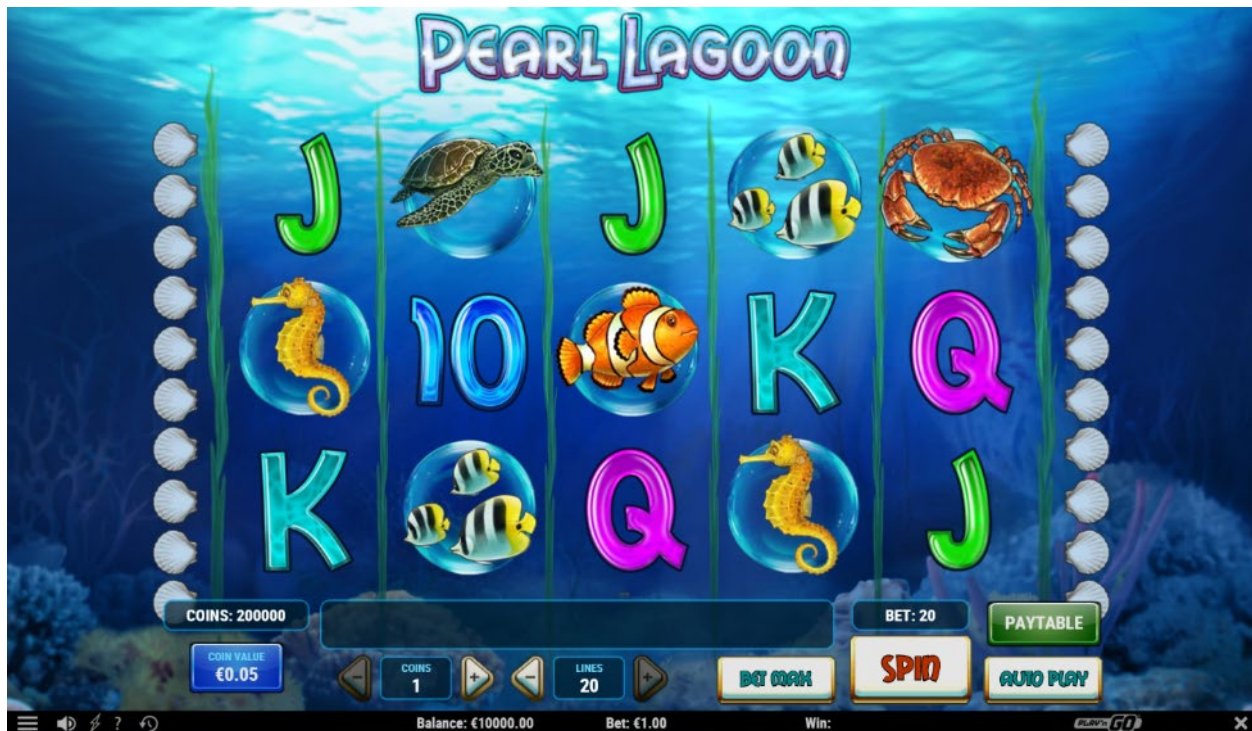 PEARL LAGOON
J
J
10
K
Q
K
Q
J
COINS: 200000
BET: 20
PAYTABLE
COIN VALUE
€0.05
COINS
1
LINES
20
BET MAX
SPIN
AUTO PLAY
Balance: €10000.00
Bet: €1.00
Win:
PLAY'n GO